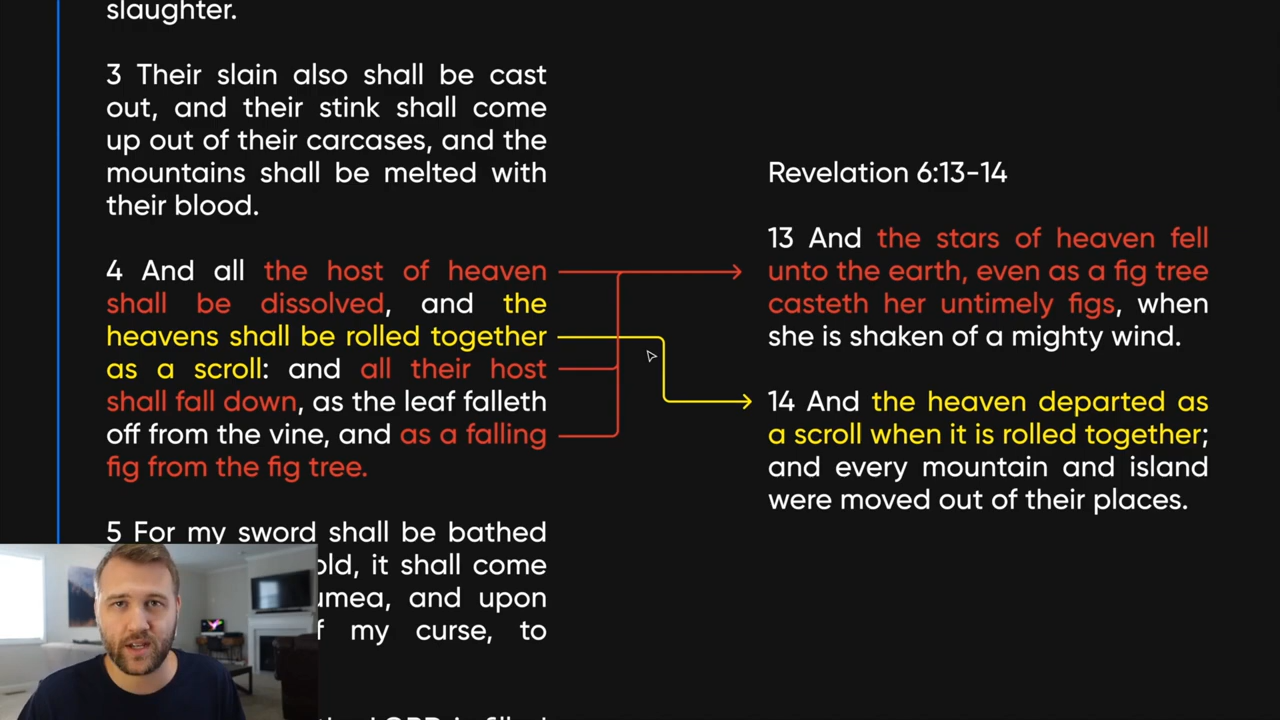 slaughter.
3 Their slain also shall be cast
out, and their stink shall come
up out of their carcases, and the
mountains shall be melted with
their blood.
4 And all the host of heaven
shall be dissolved, and the
heavens shall be rolled together
as a scroll: and all their host
shall fall down, as the leaf falleth
off from the vine, and as a falling
fig from the fig tree.
5 For my sword shall be bathed
old, it shall come
umea, and upon
f my curse, to
the LORD is filled
Revelation 6:13-14
13 And the stars of heaven fell
unto the earth, even as a fig tree
casteth her untimely figs, when
she is shaken of a mighty wind.
14 And the heaven departed as
a scroll when it is rolled together;
and every mountain and island
were moved out of their places.